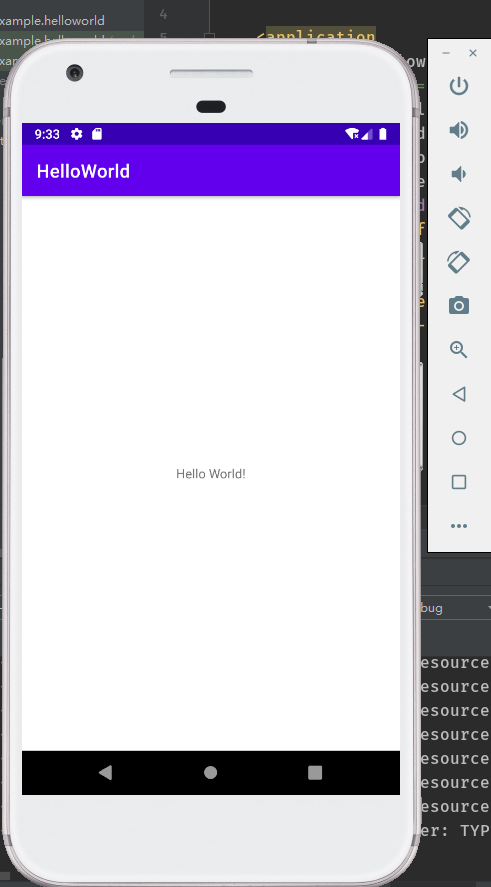 xample.helloworld
4
5
<application
9:33
HelloWorld
Hello World!
bug
esource
esource
esource
esource
esource
esource
esource
er: TYP